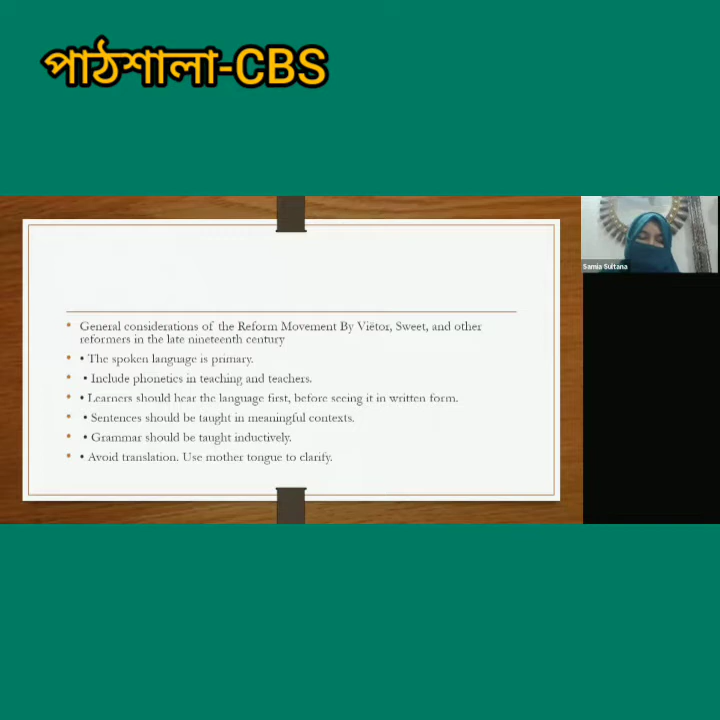 পাঠশালা-CBS
Samia Sultana
• General considerations of the Reform Movement By Viëtor, Sweet, and other
reformers in the late nineteenth century
• • The spoken language is primary.
• • Include phonetics in teaching and teachers.
• • Learners should hear the language first, before seeing it in written form.
• • Sentences should be taught in meaningful contexts.
• • Grammar should be taught inductively.
• • Avoid translation. Use mother tongue to clarify.